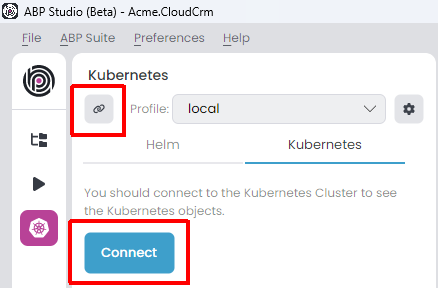 ABP Studio (Beta) - Acme.CloudCrm
File ABP Suite Preferences Help
Kubernetes
Profile: local
Helm Kubernetes
You should connect to the Kubernetes Cluster to see
the Kubernetes objects.
Connect